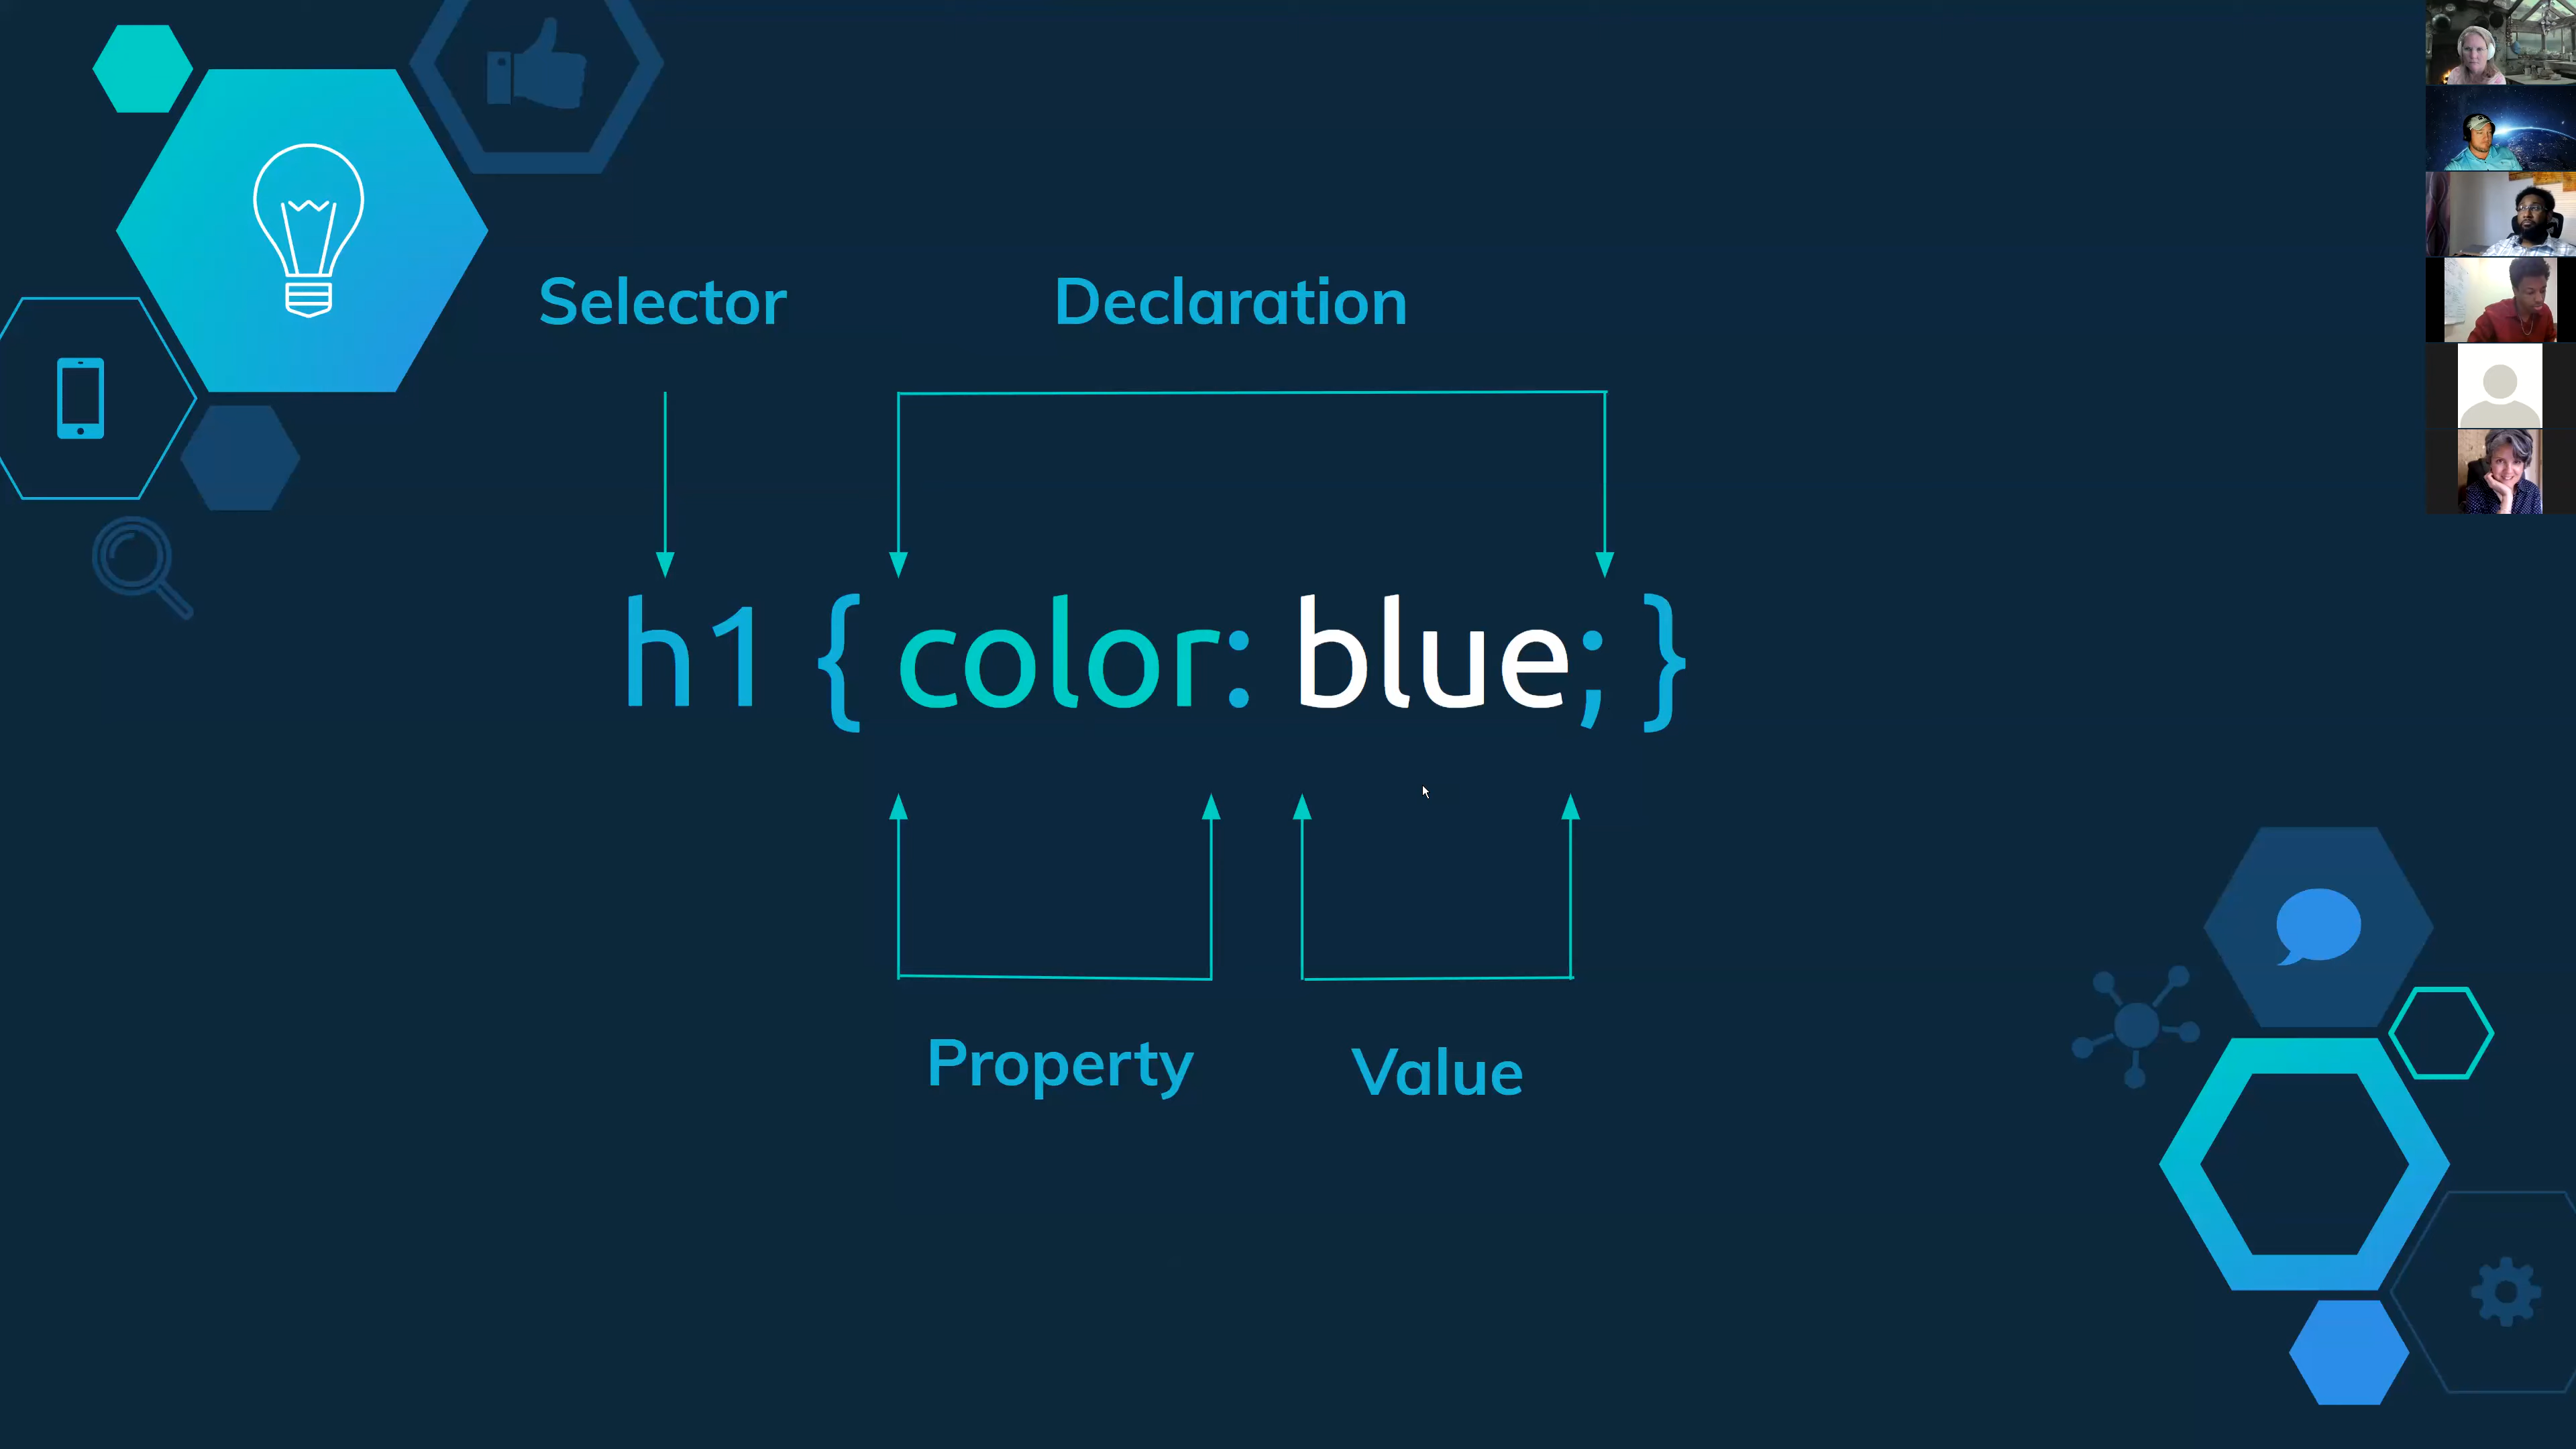 Selector
Declaration
h1 { color: blue; }
Property
Value